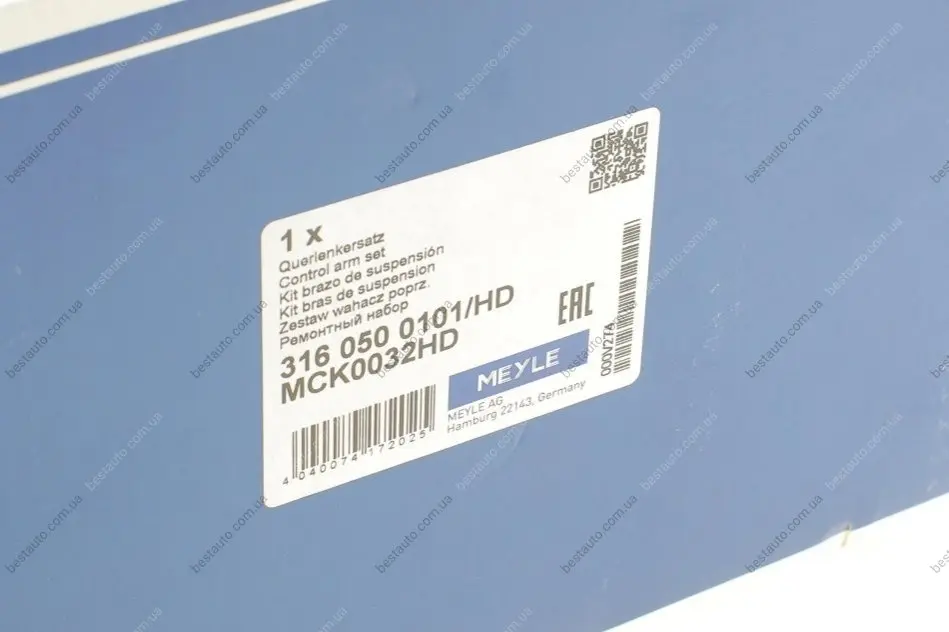 1 x
Querlenkersatz
Control arm set
Kit brazo de suspensión
Kit bras de suspension
Zestaw wahacz poprz.
Ремонтный набор
316 050 0101/HD
MCK0032HD
EAC
MEYLE
MEYLE AG
Hamburg 22143, Germany
4 040074 172025
000V2TA
bestauto.com.ua